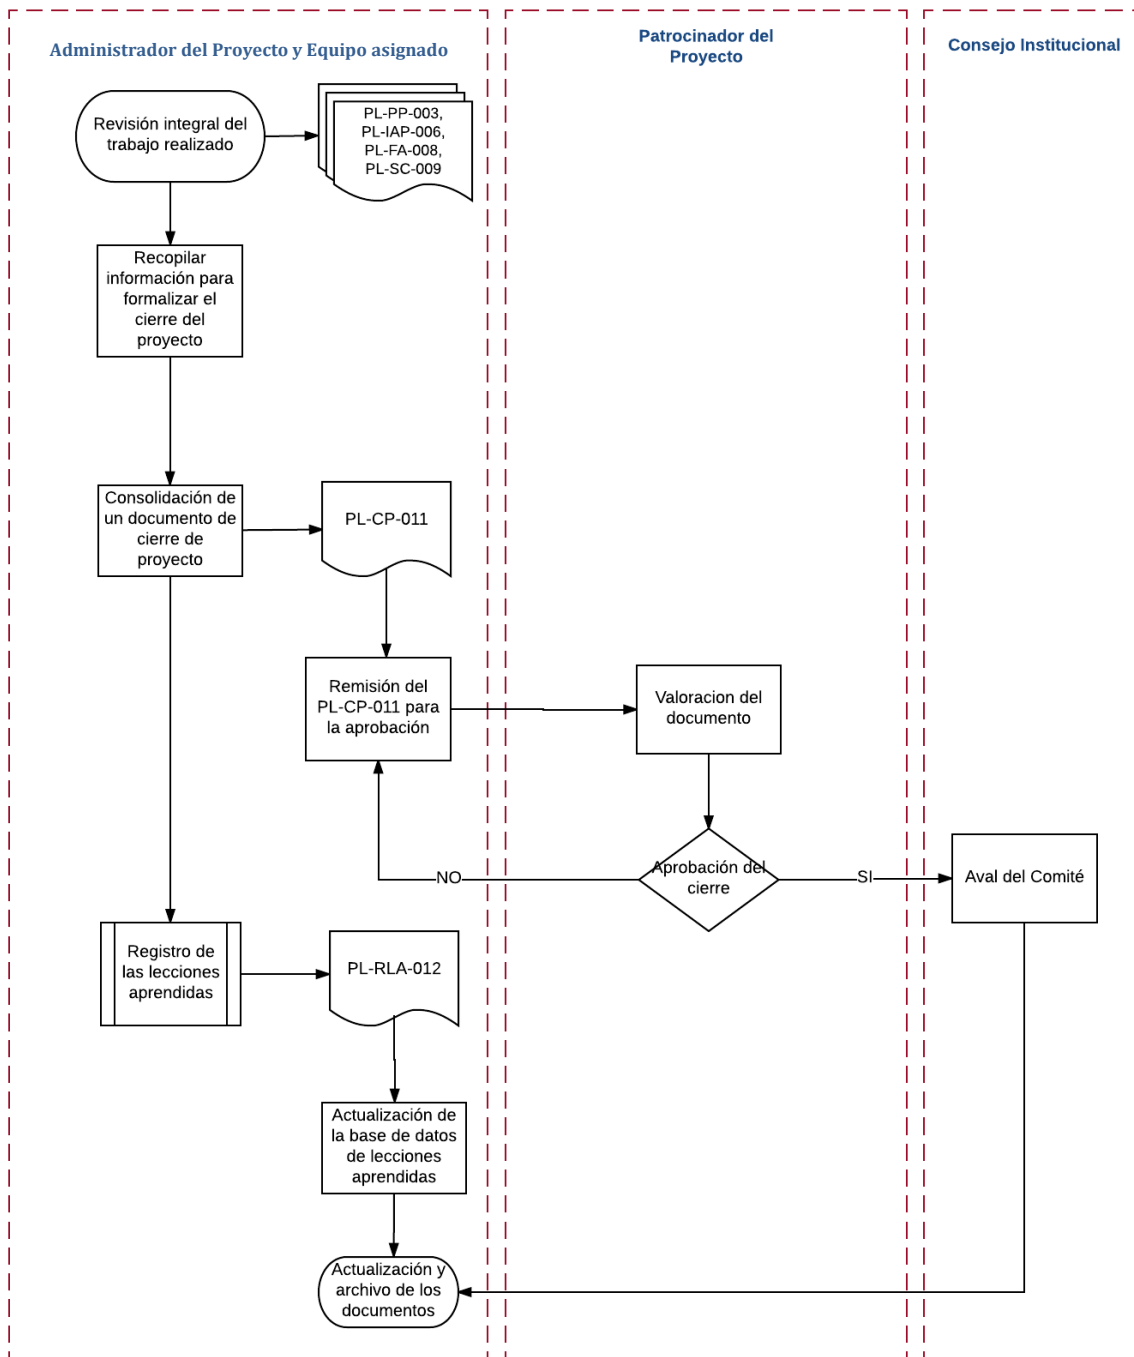 Administrador del Proyecto y Equipo asignado
Patrocinador del
Proyecto
Consejo Institucional
Revisión integral del
trabajo realizado
PL-PP-003,
PL-IAP-006,
PL-FA-008,
PL-SC-009
Recopilar
información para
formalizar el
cierre del
proyecto
Consolidación de
un documento de
cierre de
proyecto
PL-CP-011
Remisión del
PL-CP-011 para
la aprobación
Valoracion del
documento
Aprobación del
cierre
NO
SI
Aval del Comité
Registro de
las lecciones
aprendidas
PL-RLA-012
Actualización de
la base de datos
de lecciones
aprendidas
Actualización y
archivo de los
documentos